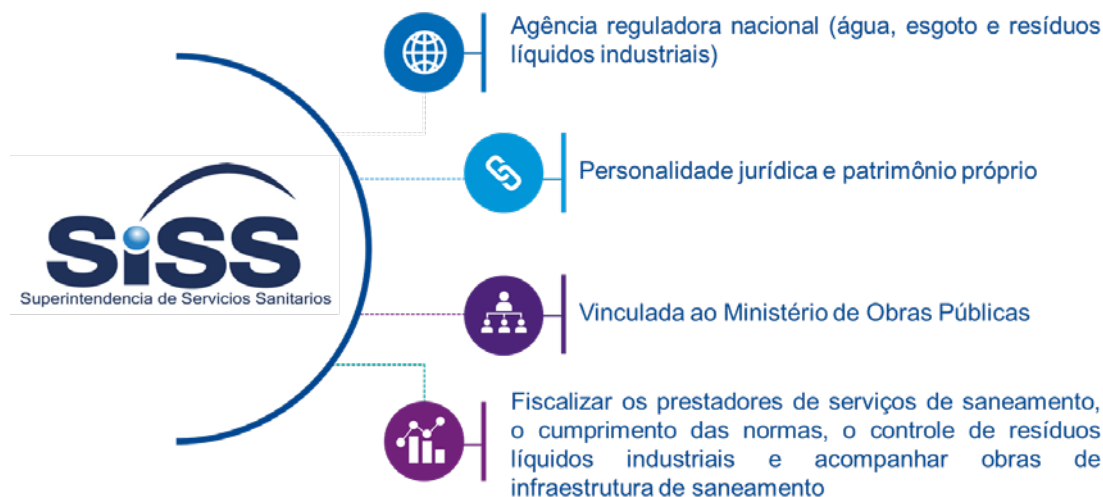 Agência reguladora nacional (água, esgoto e resíduos
líquidos industriais)
Personalidade jurídica e patrimônio próprio
SiSS
Superintendencia de Servicios Sanitarios
Vinculada ao Ministério de Obras Públicas
Fiscalizar os prestadores de serviços de saneamento,
o cumprimento das normas, o controle de resíduos
líquidos industriais e acompanhar obras de
infraestrutura de saneamento